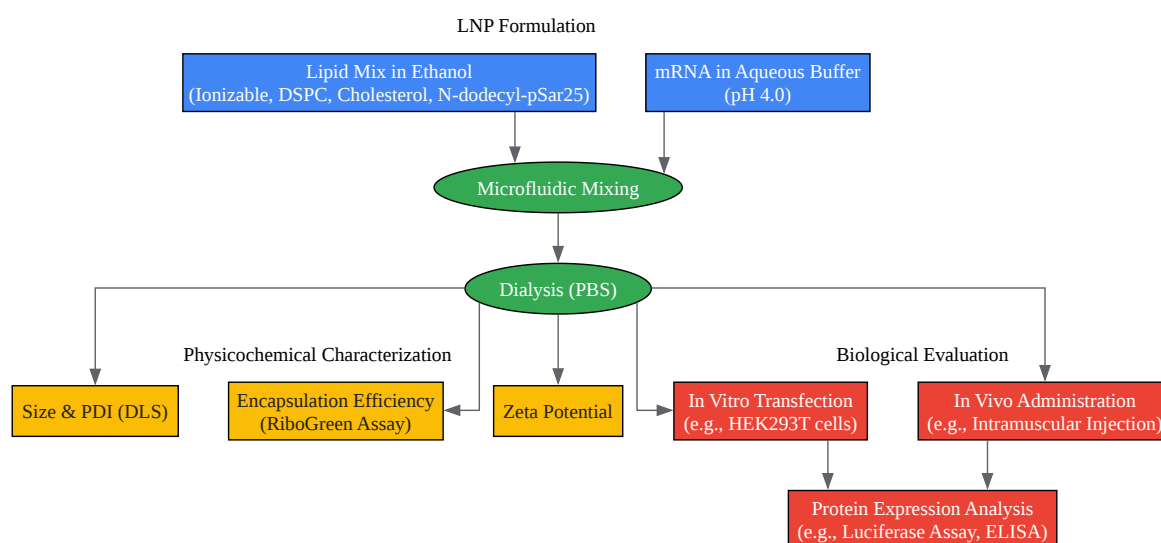 LNP Formulation
Lipid Mix in Ethanol
(Ionizable, DSPC, Cholesterol, N-dodecyl-pSar25)
mRNA in Aqueous Buffer
(pH 4.0)
Microfluidic Mixing
Dialysis (PBS)
Physicochemical Characterization
Biological Evaluation
Size & PDI (DLS)
Encapsulation Efficiency
(RiboGreen Assay)
Zeta Potential
In Vitro Transfection
(e.g., HEK293T cells)
In Vivo Administration
(e.g., Intramuscular Injection)
Protein Expression Analysis
(e.g., Luciferase Assay, ELISA)